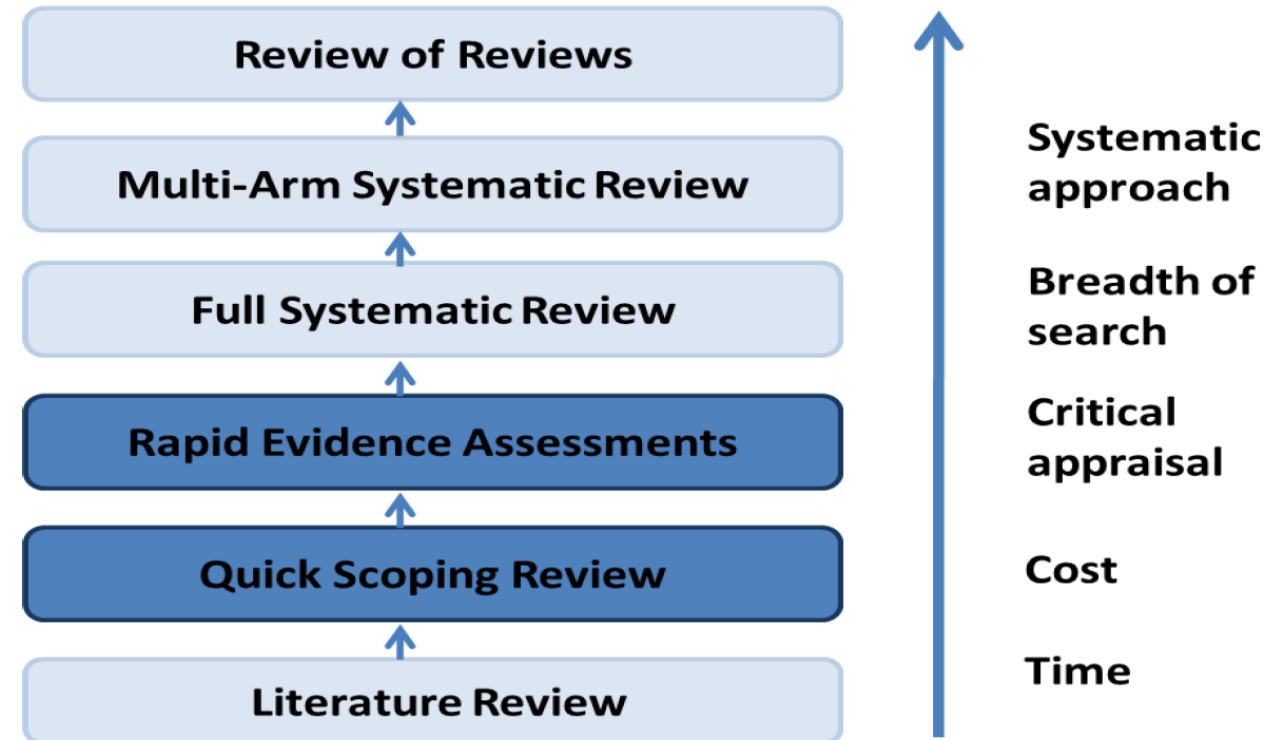 Review of Reviews
Multi-Arm Systematic Review
Full Systematic Review
Rapid Evidence Assessments
Quick Scoping Review
Literature Review
Systematic
approach
Breadth of
search
Critical
appraisal
Cost
Time